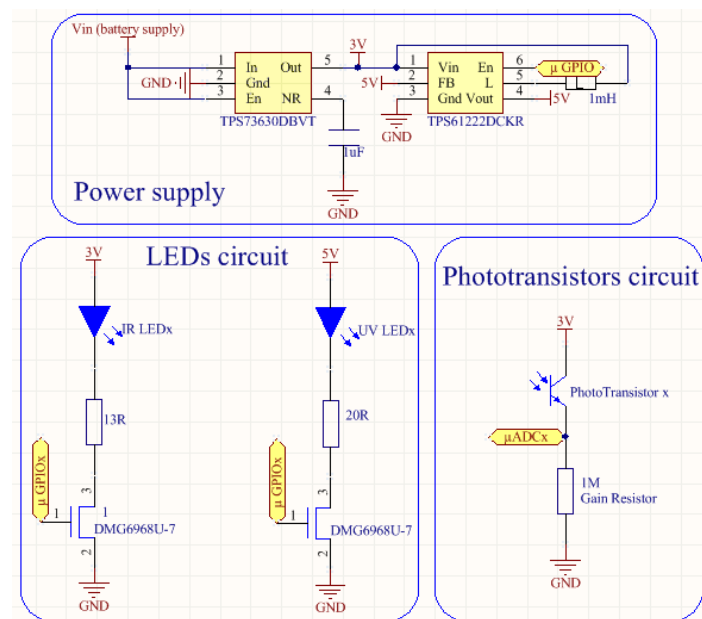 Vin (battery supply)
3V
1 In Out 5
GND 2 Gnd
3 En NR 4
TPS73630DBVT
1uF
GND
1 Vin En 6 µ GPIO
5V 2 FB L 5
3 Gnd Vout 4 5V
1mH
GND
TPS61222DCKR
Power supply
LEDs circuit
3V
IR LEDx
13R
µ GPIOx
3
1
1
DMG6968U-7
2
GND
5V
UV LEDx
20R
µ GPIOx
3
1
DMG6968U-7
2
GND
Phototransistors circuit
3V
PhotoTransistor x
µADCx
1M
Gain Resistor
GND